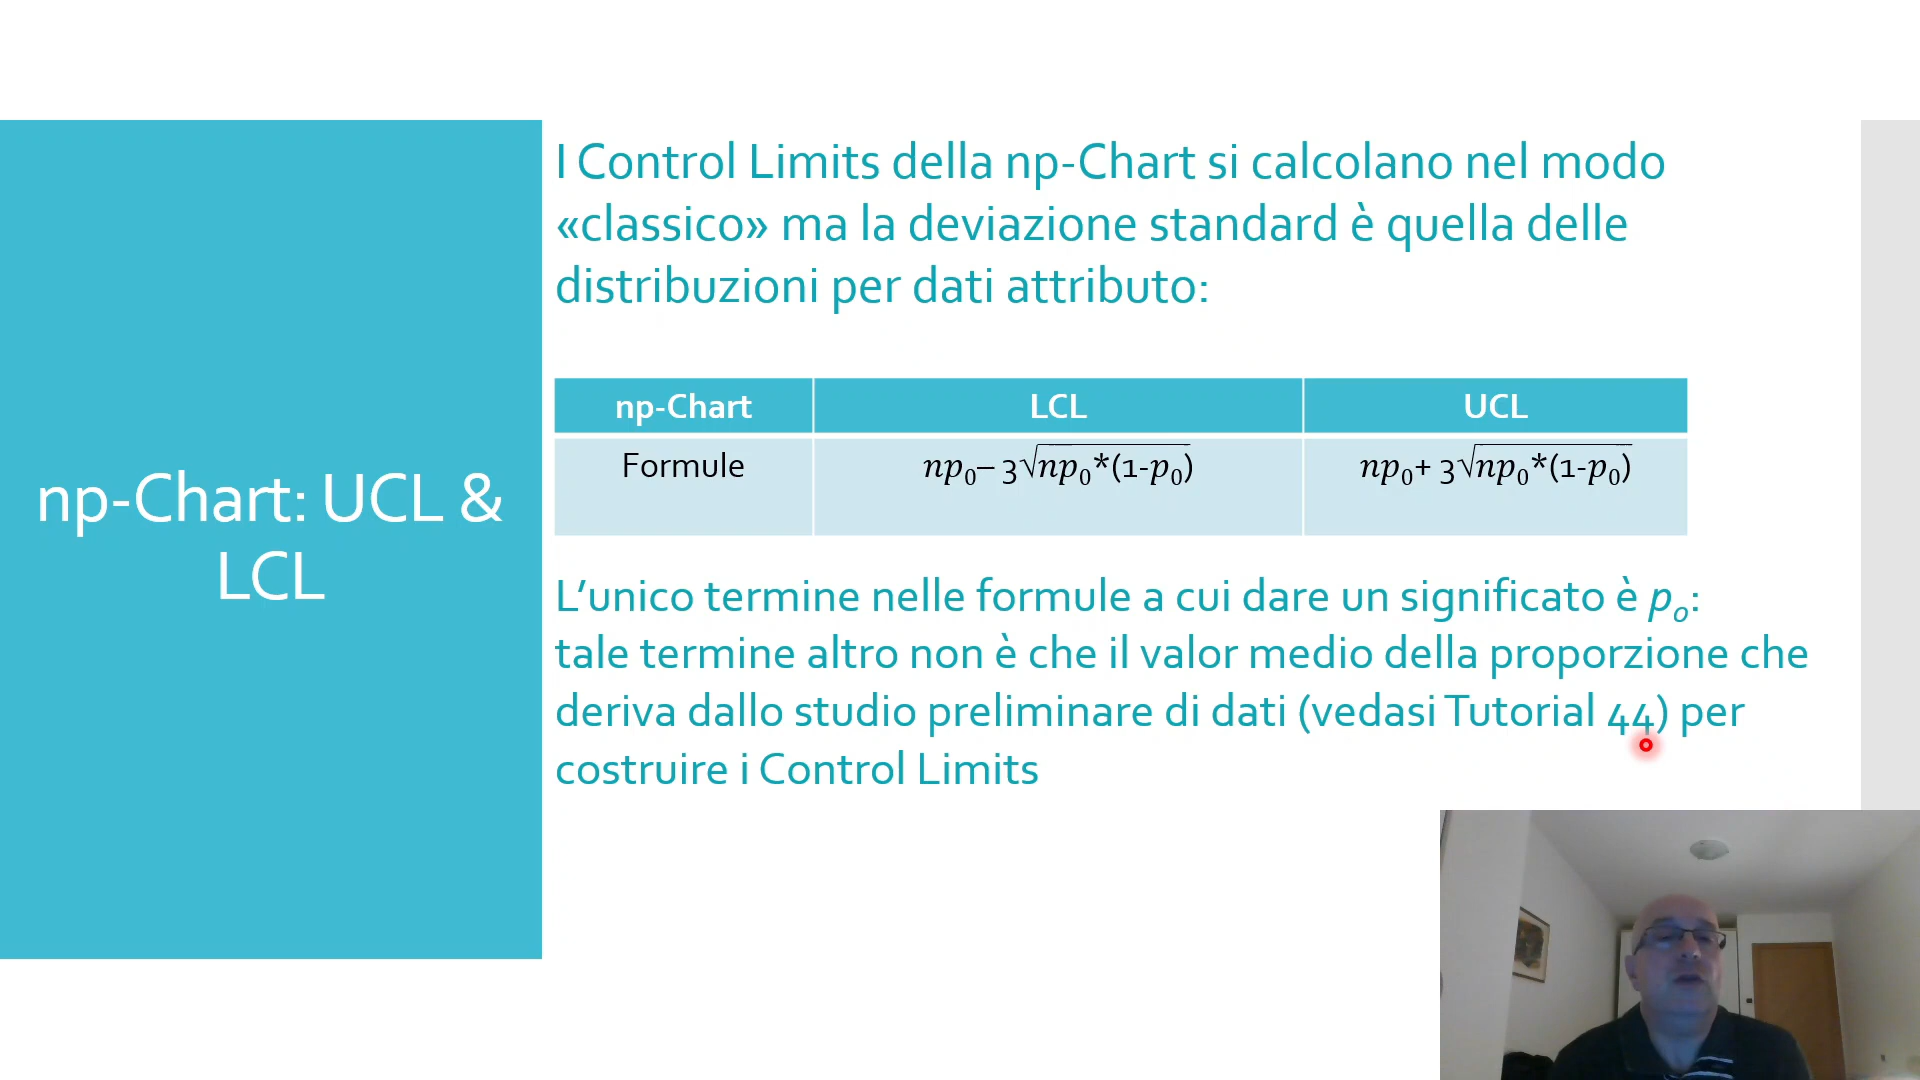 np-Chart: UCL &
LCL
I Control Limits della np-Chart si calcolano nel modo
«classico» ma la deviazione standard è quella delle
distribuzioni per dati attributo:
np-Chart LCL UCL
Formule np₀– 3√np₀*(1-p₀) np₀+ 3√np₀*(1-p₀)
L’unico termine nelle formule a cui dare un significato è pₒ:
tale termine altro non è che il valor medio della proporzione che
deriva dallo studio preliminare di dati (vedasi Tutorial 44) per
costruire i Control Limits